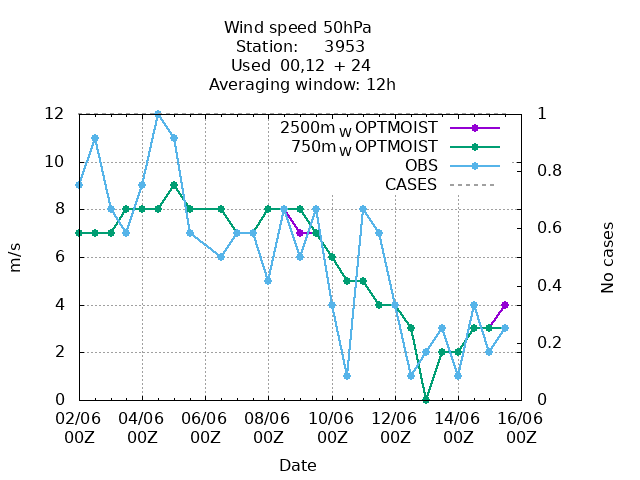 Wind speed 50hPa
Station: 3953
Used 00,12 + 24
Averaging window: 12h
2500m W OPTMOIST
750m W OPTMOIST
OBS
CASES
12
10
8
6
4
2
0
1
0.8
0.6
0.4
0.2
0
m/s
No cases
02/06 04/06 06/06 08/06 10/06 12/06 14/06 16/06
00Z 00Z 00Z 00Z 00Z 00Z 00Z 00Z
Date